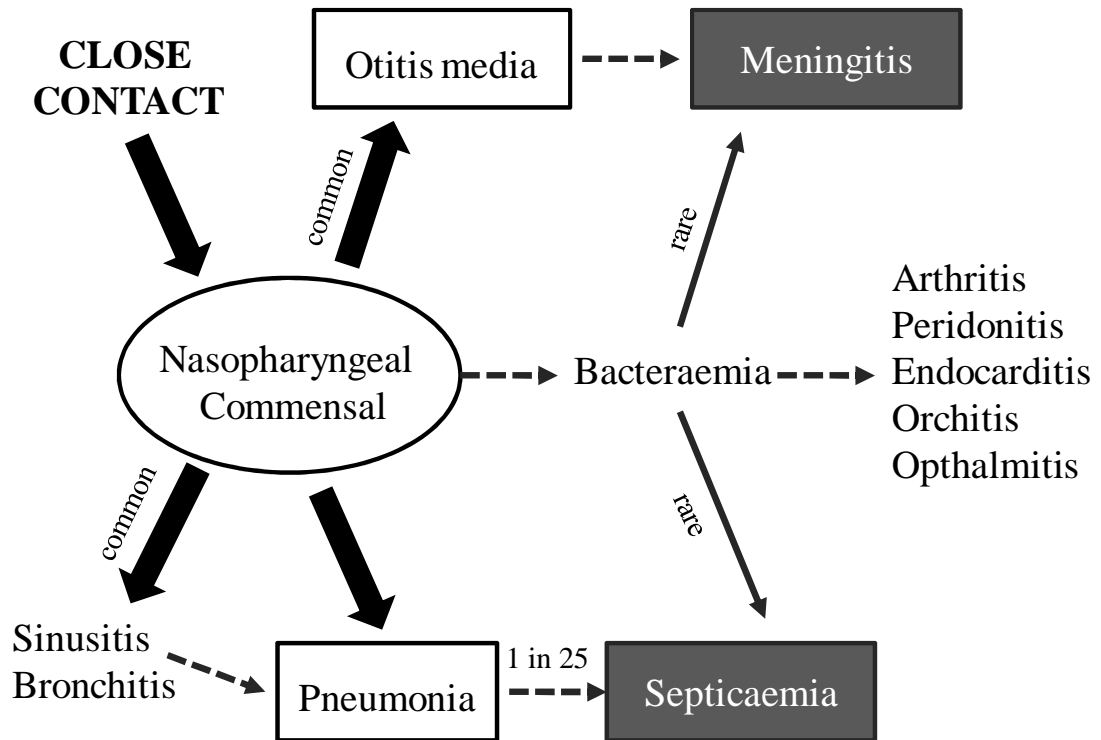 CLOSE
CONTACT
Otitis media
Meningitis
common
rare
Nasopharyngeal
Commensal
Bacteraemia
Arthritis
Peridonitis
Endocarditis
Orchitis
Opthalmitis
common
rare
Sinusitis
Bronchitis
Pneumonia
1 in 25
Septicaemia